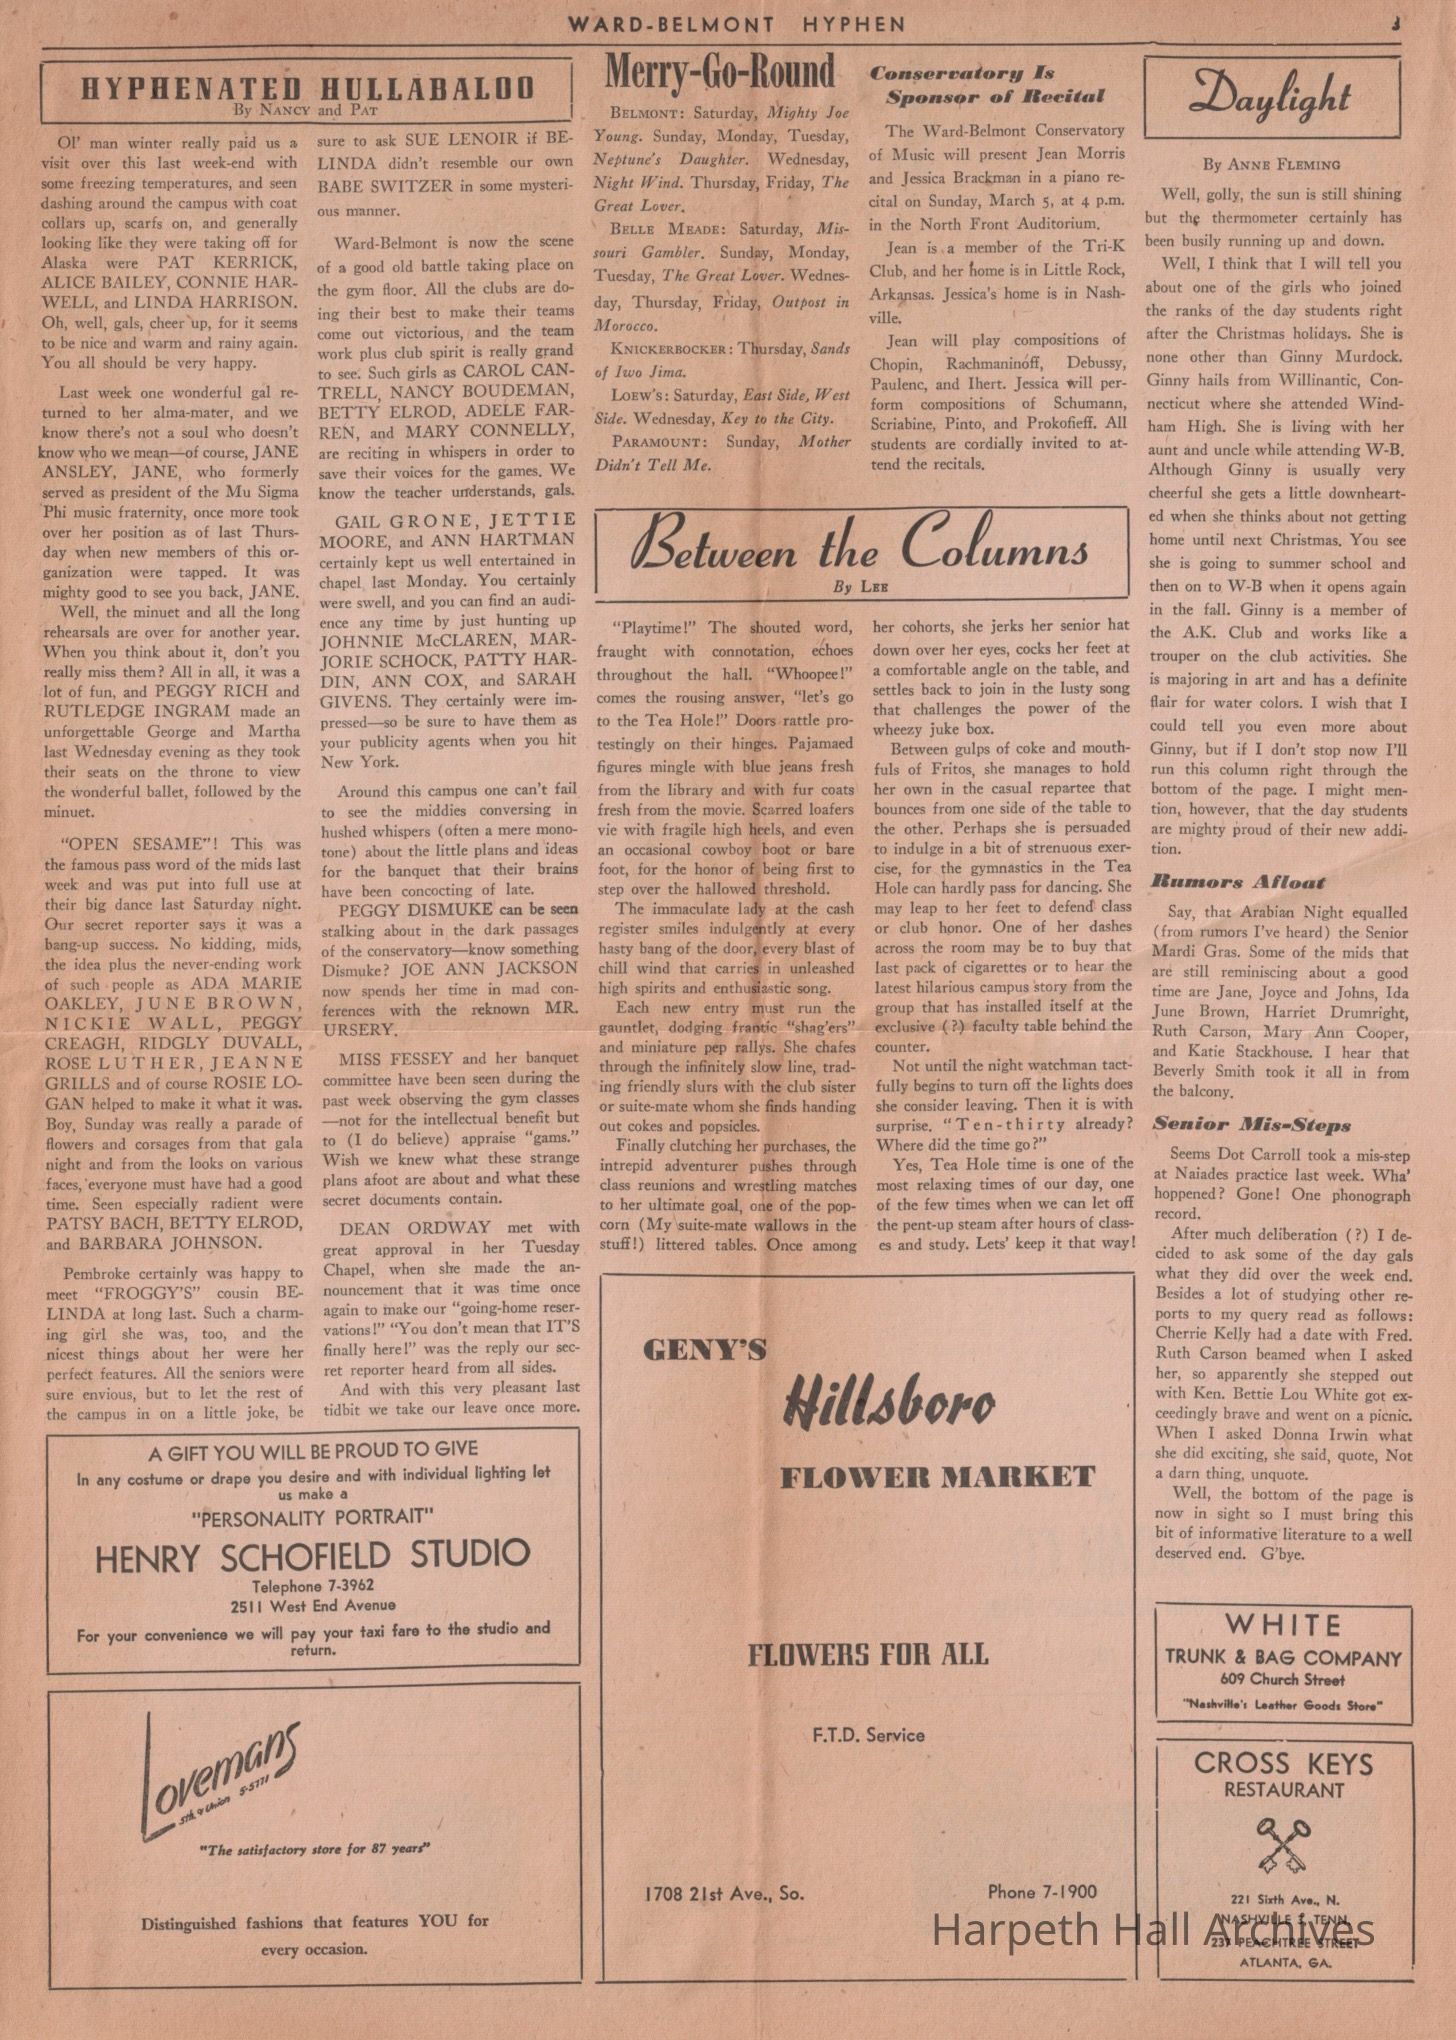 WARD-BELMONT HYPHEN
3
HYPHENATED HULLABALOO
By NANCY and PAT
Ol' man winter really paid us a
visit over this last week-end with
some freezing temperatures, and seen
dashing around the campus with coat
collars up, scarfs on, and generally
looking like they were taking off for
Alaska were PAT KERRICK,
ALICE BAILEY, CONNIE HAR-
WELL, and LINDA HARRISON.
Oh, well, gals, cheer up, for it seems
to be nice and warm and rainy again.
You all should be very happy.
Last week one wonderful gal re-
turned to her alma-mater, and we
know there's not a soul who doesn't
know who we mean—of course, JANE
ANSLEY, JANE, who formerly
served as president of the Mu Sigma
Phi music fraternity, once more took
over her position as of last Thurs-
day when new members of this or-
ganization were tapped. It was
mighty good to see you back, JANE.
Well, the minuet and all the long
rehearsals are over for another year.
When you think about it, don't you
really miss them? All in all, it was a
lot of fun, and PEGGY RICH and
RUTLEDGE INGRAM made an
unforgettable George and Martha
last Wednesday evening as they took
their seats on the throne to view
the wonderful ballet, followed by the
minuet.
"OPEN SESAME"! This was
the famous pass word of the mids last
week and was put into full use at
their big dance last Saturday night.
Our secret reporter says it was a
bang-up success. No kidding, mids,
the idea plus the never-ending work
of such people as ADA MARIE
OAKLEY, JUNE BROWN,
NICKIE WALL, PEGGY
CREAGH, RIDGLY DUVALL,
ROSE LUTHER, JEANNE
GRILLS and of course ROSIE LO-
GAN helped to make it what it was.
Boy, Sunday was really a parade of
flowers and corsages from that gala
night and from the looks on various
faces, everyone must have had a good
time. Seen especially radient were
PATSY BACH, BETTY ELROD,
and BARBARA JOHNSON.
Pembroke certainly was happy to
meet "FROGGY'S" cousin BE-
LINDA at long last. Such a charm-
ing girl she was, too, and the
nicest things about her were her
perfect features. All the seniors were
sure envious, but to let the rest of
the campus in on a little joke, be
sure to ask SUE LENOIR if BE-
LINDA didn't resemble our own
BABE SWITZER in some mysteri-
ous manner.
Ward-Belmont is now the scene
of a good old battle taking place on
the gym floor. All the clubs are do-
ing their best to make their teams
come out victorious, and the team
work plus club spirit is really grand
to see. Such girls as CAROL CAN-
TRELL, NANCY BOUDEMAN,
BETTY ELROD, ADELE FAR-
REN, and MARY CONNELLY,
are reciting in whispers in order to
save their voices for the games. We
know the teacher understands, gals.
GAIL GRONE, JETTIE
MOORE, and ANN HARTMAN
certainly kept us well entertained in
chapel last Monday. You certainly
were swell, and you can find an audi-
ence any time by just hunting up
JOHNNIE McCLAREN, MAR-
JORIE SCHOCK, PATTY HAR-
DIN, ANN COX, and SARAH
GIVENS. They certainly were im-
pressed—so be sure to have them as
your publicity agents when you hit
New York.
Around this campus one can't fail
to see the middies conversing in
hushed whispers (often a mere mono-
tone) about the little plans and ideas
for the banquet that their brains
have been concocting of late.
PEGGY DISMUKE can be seen
stalking about in the dark passages
of the conservatory—know something
Dismuke? JOE ANN JACKSON
now spends her time in mad con-
ferences with the reknown MR.
URSERY.
MISS FESSEY and her banquet
committee have been seen during the
past week observing the gym classes
—not for the intellectual benefit but
to (I do believe) appraise "gams."
Wish we knew what these strange
plans afoot are about and what these
secret documents contain.
DEAN ORDWAY met with
great approval in her Tuesday
Chapel, when she made the an-
nouncement that it was time once
again to make our "going-home reser-
vations!" "You don't mean that IT'S
finally here!" was the reply our sec-
ret reporter heard from all sides.
And with this very pleasant last
tidbit we take our leave once more.
A GIFT YOU WILL BE PROUD TO GIVE
In any costume or drape you desire and with individual lighting let
us make a
"PERSONALITY PORTRAIT"
HENRY SCHOFIELD STUDIO
Telephone 7-3962
2511 West End Avenue
For your convenience we will pay your taxi fare to the studio and
return.
Lovemans
5th & Union 5-5771
"The satisfactory store for 87 years"
Distinguished fashions that features YOU for
every occasion.
Merry-Go-Round
BELMONT: Saturday, Mighty Joe
Young. Sunday, Monday, Tuesday,
Neptune's Daughter. Wednesday,
Night Wind. Thursday, Friday, The
Great Lover.
BELLE MEADE: Saturday, Mis-
souri Gambler. Sunday, Monday,
Tuesday, The Great Lover. Wednes-
day, Thursday, Friday, Outpost in
Morocco.
KNICKERBOCKER: Thursday, Sands
of Iwo Jima.
LOEW'S: Saturday, East Side, West
Side. Wednesday, Key to the City.
PARAMOUNT: Sunday, Mother
Didn't Tell Me.
Conservatory Is
Sponsor of Recital
The Ward-Belmont Conservatory
of Music will present Jean Morris
and Jessica Brackman in a piano re-
cital on Sunday, March 5, at 4 p.m.
in the North Front Auditorium.
Jean is a member of the Tri-K
Club, and her home is in Little Rock,
Arkansas. Jessica's home is in Nash-
ville.
Jean will play compositions of
Chopin, Rachmaninoff, Debussy,
Paulenc, and Ihert. Jessica will per-
form compositions of Schumann,
Scriabine, Pinto, and Prokofieff. All
students are cordially invited to at-
tend the recitals.
Between the Columns
By LEE
"Playtime!" The shouted word,
fraught with connotation, echoes
throughout the hall. "Whoopee!"
comes the rousing answer, "let's go
to the Tea Hole!" Doors rattle pro-
testingly on their hinges. Pajamaed
figures mingle with blue jeans fresh
from the library and with fur coats
fresh from the movie. Scarred loafers
vie with fragile high heels, and even
an occasional cowboy boot or bare
foot, for the honor of being first to
step over the hallowed threshold.
The immaculate lady at the cash
register smiles indulgently at every
hasty bang of the door, every blast of
chill wind that carries in unleashed
high spirits and enthusiastic song.
Each new entry must run the
gauntlet, dodging frantic "shag'ers"
and miniature pep rallys. She chafes
through the infinitely slow line, trad-
ing friendly slurs with the club sister
or suite-mate whom she finds handing
out cokes and popsicles.
Finally clutching her purchases, the
intrepid adventurer pushes through
class reunions and wrestling matches
to her ultimate goal, one of the pop-
corn (My suite-mate wallows in the
stuff!) littered tables. Once among
her cohorts, she jerks her senior hat
down over her eyes, cocks her feet at
a comfortable angle on the table, and
settles back to join in the lusty song
that challenges the power of the
wheezy juke box.
Between gulps of coke and mouth-
fuls of Fritos, she manages to hold
her own in the casual repartee that
bounces from one side of the table to
the other. Perhaps she is persuaded
to indulge in a bit of strenuous exer-
cise, for the gymnastics in the Tea
Hole can hardly pass for dancing. She
may leap to her feet to defend class
or club honor. One of her dashes
across the room may be to buy that
last pack of cigarettes or to hear the
latest hilarious campus story from the
group that has installed itself at the
exclusive (?) faculty table behind the
counter.
Not until the night watchman tact-
fully begins to turn off the lights does
she consider leaving. Then it is with
surprise. "Ten-thirty already?
Where did the time go?"
Yes, Tea Hole time is one of the
most relaxing times of our day, one
of the few times when we can let off
the pent-up steam after hours of class-
es and study. Lets' keep it that way!
GENY'S
Hillsboro
FLOWER MARKET
FLOWERS FOR ALL
F.T.D. Service
1708 21st Ave., So.
Phone 7-1900
Daylight
By ANNE FLEMING
Well, golly, the sun is still shining
but the thermometer certainly has
been busily running up and down.
Well, I think that I will tell you
about one of the girls who joined
the ranks of the day students right
after the Christmas holidays. She is
none other than Ginny Murdock.
Ginny hails from Willinantic, Con-
necticut where she attended Wind-
ham High. She is living with her
aunt and uncle while attending W-B.
Although Ginny is usually very
cheerful she gets a little downheart-
ed when she thinks about not getting
home until next Christmas. You see
she is going to summer school and
then on to W-B when it opens again
in the fall. Ginny is a member of
the A.K. Club and works like a
trouper on the club activities. She
is majoring in art and has a definite
flair for water colors. I wish that I
could tell you even more about
Ginny, but if I don't stop now I'll
run this column right through the
bottom of the page. I might men-
tion, however, that the day students
are mighty proud of their new addi-
tion.
Rumors Afloat
Say, that Arabian Night equalled
(from rumors I've heard) the Senior
Mardi Gras. Some of the mids that
are still reminiscing about a good
time are Jane, Joyce and Johns, Ida
June Brown, Harriet Drumright,
Ruth Carson, Mary Ann Cooper,
and Katie Stackhouse. I hear that
Beverly Smith took it all in from
the balcony.
Senior Mis-Steps
Seems Dot Carroll took a mis-step
at Naiades practice last week. Wha'
hoppened? Gone! One phonograph
record.
After much deliberation (?) I de-
cided to ask some of the day gals
what they did over the week end.
Besides a lot of studying other re-
ports to my query read as follows:
Cherrie Kelly had a date with Fred.
Ruth Carson beamed when I asked
her, so apparently she stepped out
with Ken. Bettie Lou White got ex-
ceedingly brave and went on a picnic.
When I asked Donna Irwin what
she did exciting, she said, quote, Not
a darn thing, unquote.
Well, the bottom of the page is
now in sight so I must bring this
bit of informative literature to a well
deserved end. G'bye.
WHITE
TRUNK & BAG COMPANY
609 Church Street
"Nashville's Leather Goods Store"
CROSS KEYS
RESTAURANT
221 Sixth Ave., N.
NASHVILLE 3, TENN.
237 PEACHTREE STREET
ATLANTA, GA.
Harpeth Hall Archives